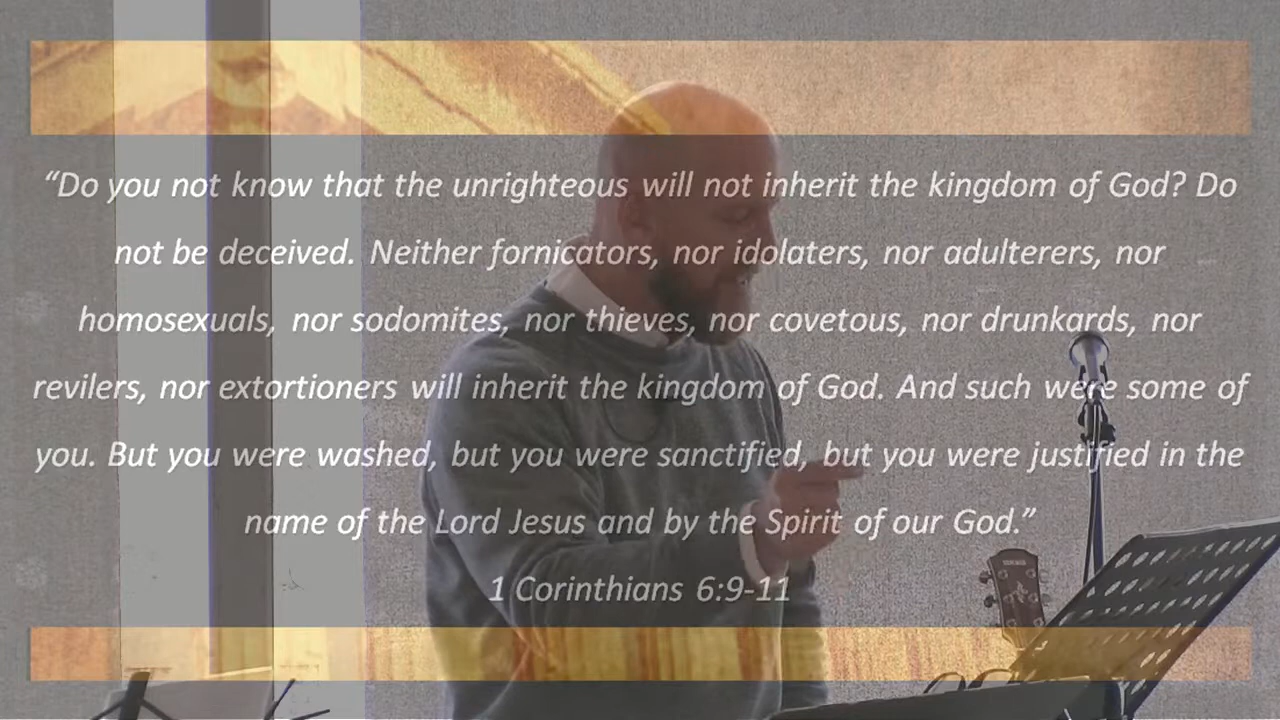 “Do you not know that the unrighteous will not inherit the kingdom of God? Do
not be deceived. Neither fornicators, nor idolaters, nor adulterers, nor
homosexuals, nor sodomites, nor thieves, nor covetous, nor drunkards, nor
revilers, nor extortioners will inherit the kingdom of God. And such were some of
you. But you were washed, but you were sanctified, but you were justified in the
name of the Lord Jesus and by the Spirit of our God.”
1 Corinthians 6:9-11